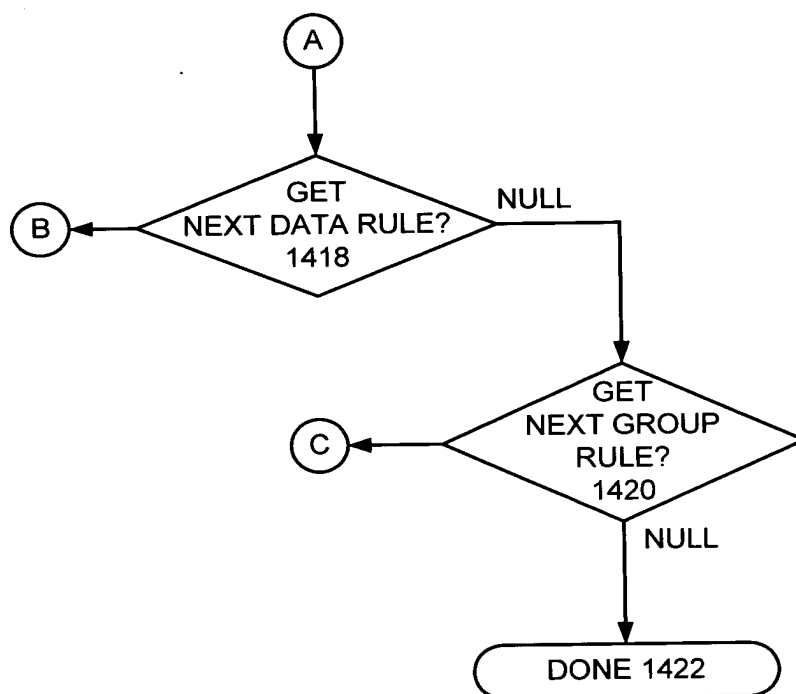 A
GET
NEXT DATA RULE?
1418
NULL
B
GET
NEXT GROUP
RULE?
1420
C
NULL
DONE 1422